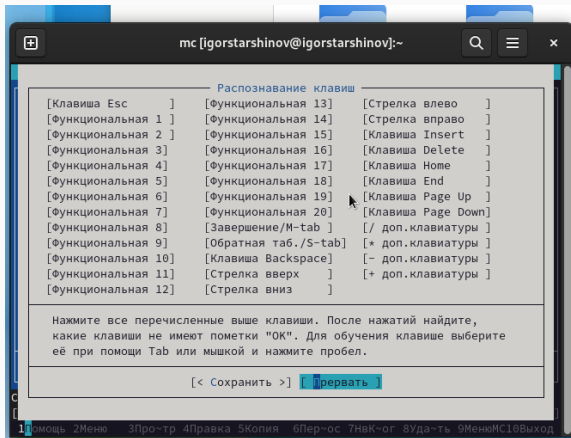 mc [igorstarshinov@igorstarshinov]:~
Распознавание клавиш
[Клавиша Esc ] [Функциональная 13] [Стрелка влево ]
[Функциональная 1 ] [Функциональная 14] [Стрелка вправо ]
[Функциональная 2 ] [Функциональная 15] [Клавиша Insert ]
[Функциональная 3] [Функциональная 16] [Клавиша Delete ]
[Функциональная 4] [Функциональная 17] [Клавиша Home ]
[Функциональная 5] [Функциональная 18] [Клавиша End ]
[Функциональная 6] [Функциональная 19] [Клавиша Page Up ]
[Функциональная 7] [Функциональная 20] [Клавиша Page Down]
[Функциональная 8] [Завершение/M-tab ] [/ доп.клавиатуры ]
[Функциональная 9] [Обратная таб./S-tab] [* доп.клавиатуры ]
[Функциональная 10] [Клавиша Backspace] [- доп.клавиатуры ]
[Функциональная 11] [Стрелка вверх ] [+ доп.клавиатуры ]
[Функциональная 12] [Стрелка вниз ]
Нажмите все перечисленные выше клавиши. После нажатий найдите,
какие клавиши не имеют пометки "OK". Для обучения клавише выберите
её при помощи Tab или мышкой и нажмите пробел.
[< Сохранить >] [ Прервать ]
1Помощь 2Меню 3Про~тр 4Правка 5Копия 6Пер~ос 7НвК~ог 8Уда~ть 9МенюMC10Выход